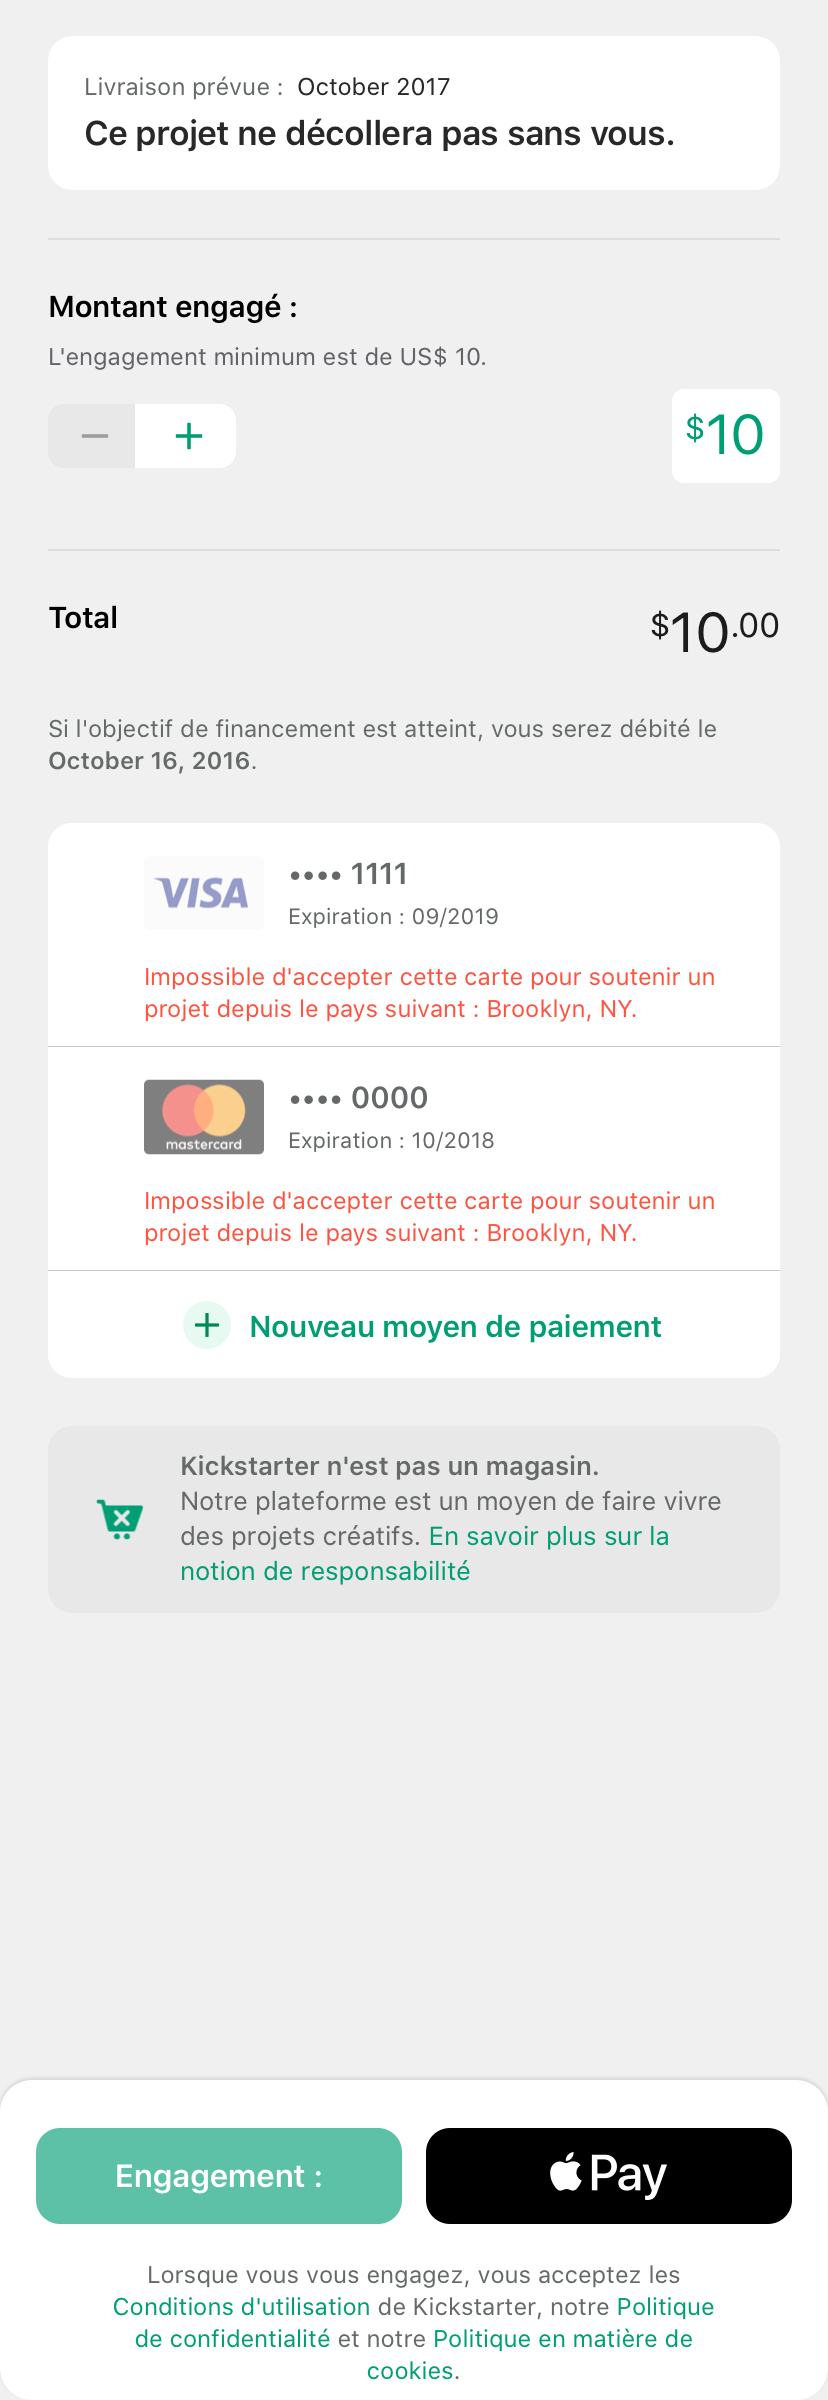 Livraison prévue : October 2017
Ce projet ne décollera pas sans vous.
Montant engagé :
L'engagement minimum est de US$ 10.
$10
Total
$10.00
Si l'objectif de financement est atteint, vous serez débité le
October 16, 2016.
VISA
•••• 1111
Expiration : 09/2019
Impossible d'accepter cette carte pour soutenir un
projet depuis le pays suivant : Brooklyn, NY.
mastercard
•••• 0000
Expiration : 10/2018
Impossible d'accepter cette carte pour soutenir un
projet depuis le pays suivant : Brooklyn, NY.
Nouveau moyen de paiement
Kickstarter n'est pas un magasin.
Notre plateforme est un moyen de faire vivre
des projets créatifs. En savoir plus sur la
notion de responsabilité
Engagement :
Pay
Lorsque vous vous engagez, vous acceptez les
Conditions d'utilisation de Kickstarter, notre Politique
de confidentialité et notre Politique en matière de
cookies.